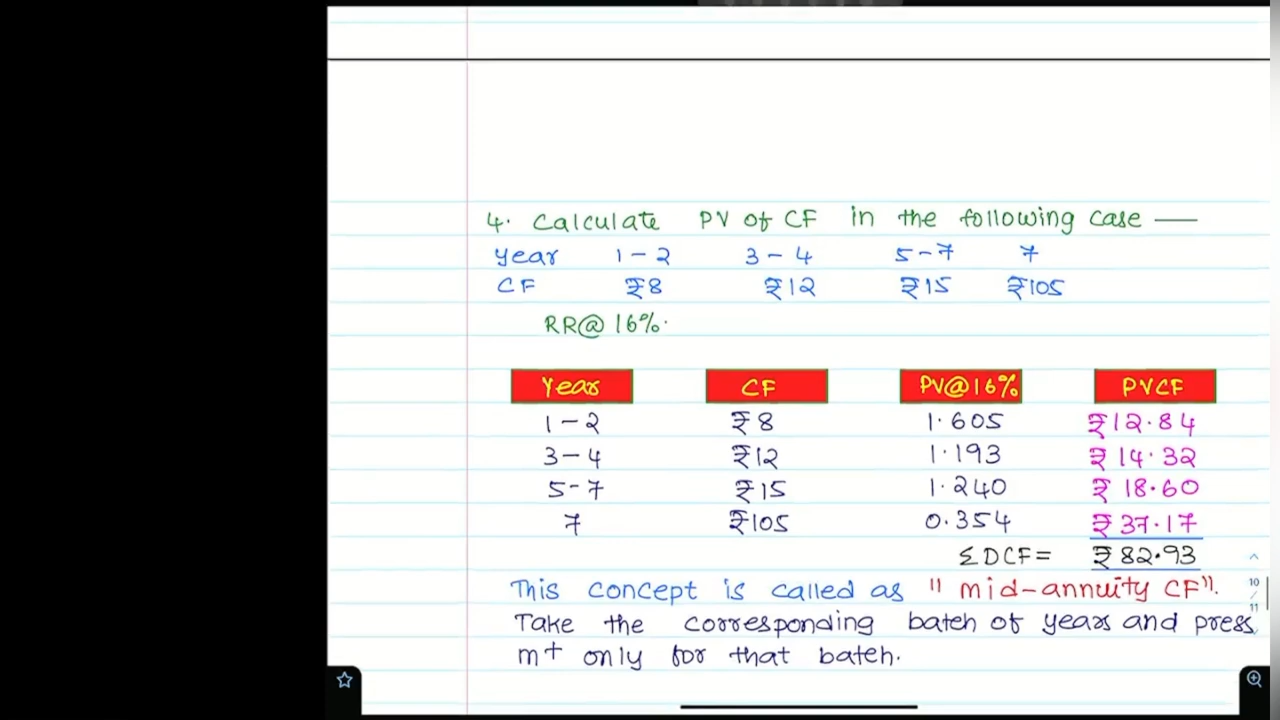 4. Calculate PV of CF in the following case —
Year 1-2 3-4 5-7 7
CF ₹8 ₹12 ₹15 ₹105
RR@ 16%.
Year CF PV@16% PVCF
1-2 ₹8 1.605 ₹12.84
3-4 ₹12 1.193 ₹14.32
5-7 ₹15 1.240 ₹18.60
7 ₹105 0.354 ₹37.17
ΣDCF= ₹82.93
This concept is called as "mid-annuity CF".
Take the corresponding batch of years and press
m+ only for that batch.
10
/
11